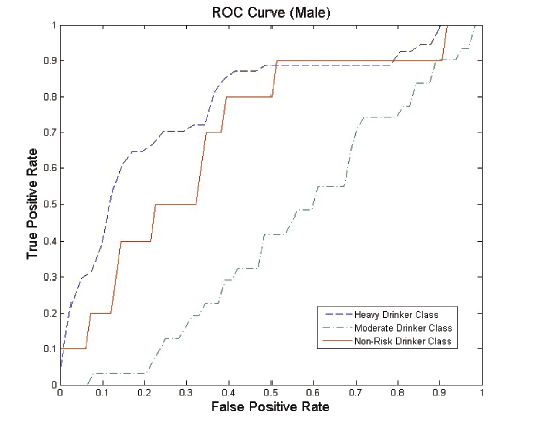 ROC Curve (Male)
1
0.9
0.8
0.7
0.6
0.5
0.4
0.3
0.2
0.1
0
True Positive Rate
Heavy Drinker Class
Moderate Drinker Class
Non-Risk Drinker Class
0 0.1 0.2 0.3 0.4 0.5 0.6 0.7 0.8 0.9 1
False Positive Rate